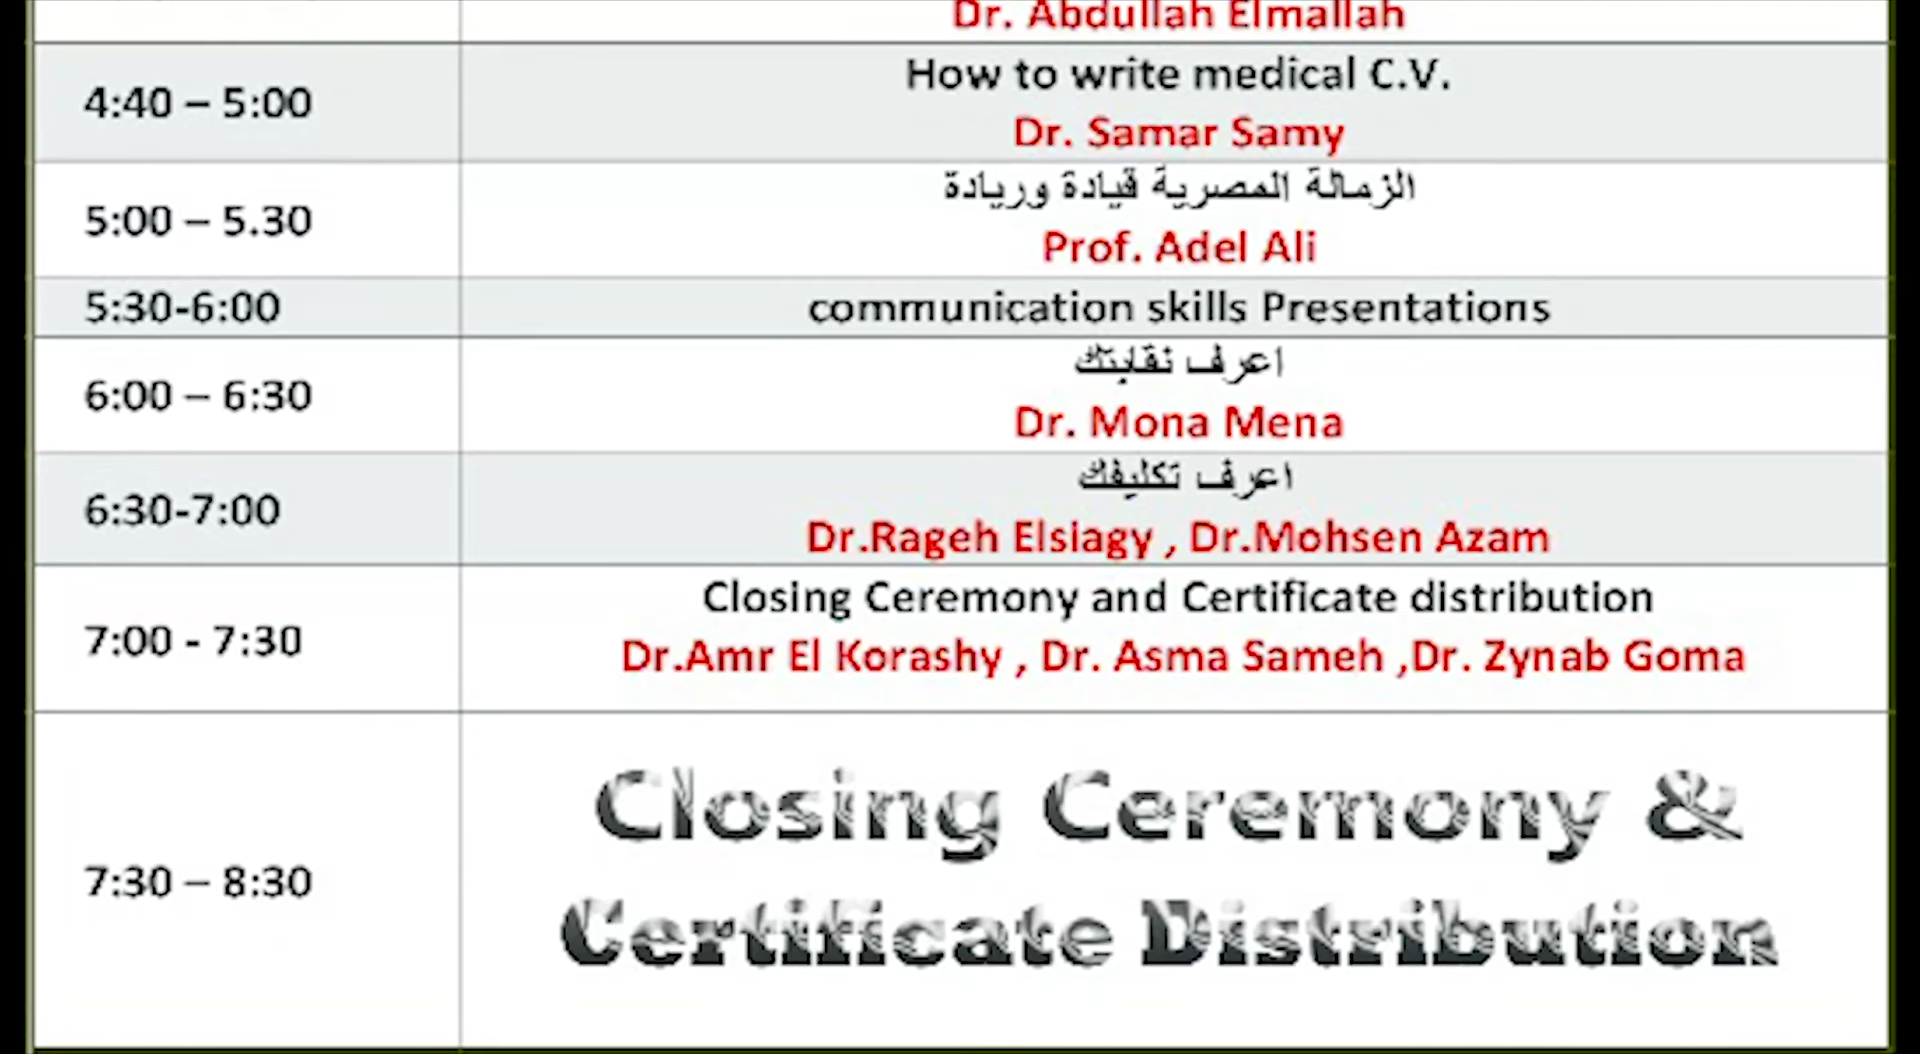 Dr. Abdullah Elmallah
4:40 – 5:00
How to write medical C.V.
Dr. Samar Samy
5:00 – 5.30
الزمالة المصرية قيادة وريادة
Prof. Adel Ali
5:30-6:00
communication skills Presentations
6:00 – 6:30
اعرف نقابتك
Dr. Mona Mena
6:30-7:00
اعرف تكليفك
Dr.Rageh Elsiagy , Dr.Mohsen Azam
7:00 - 7:30
Closing Ceremony and Certificate distribution
Dr.Amr El Korashy , Dr. Asma Sameh ,Dr. Zynab Goma
7:30 – 8:30
Closing Ceremony &
Certificate Distribution